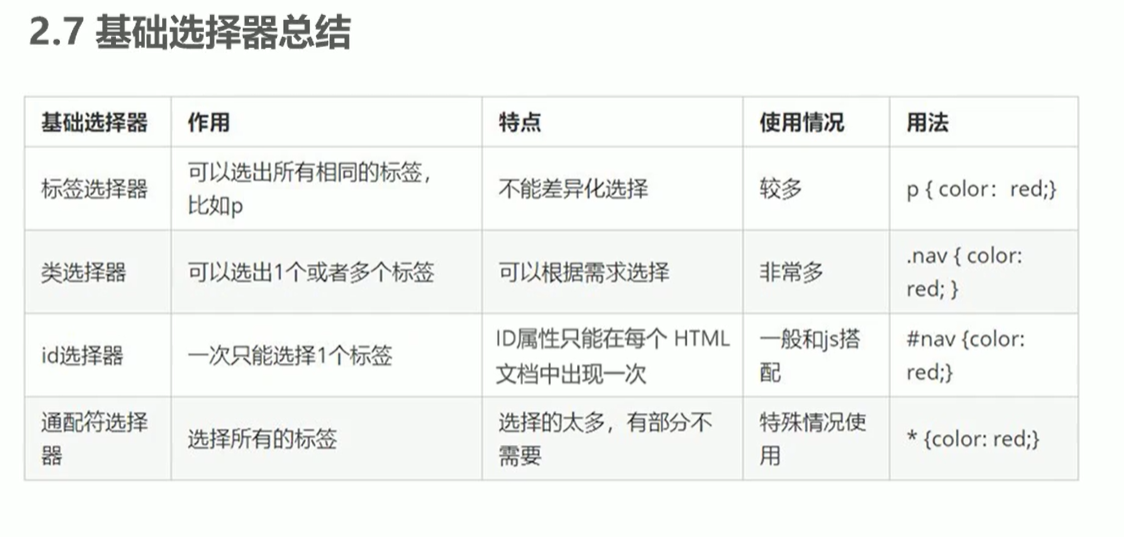 2.7 基础选择器总结
基础选择器 作用 特点 使用情况 用法
标签选择器 可以选出所有相同的标签，
比如p 不能差异化选择 较多 p { color：red;}
类选择器 可以选出1个或者多个标签 可以根据需求选择 非常多 .nav { color:
red; }
id选择器 一次只能选择1个标签 ID属性只能在每个 HTML
文档中出现一次 一般和js搭
配 #nav {color:
red;}
通配符选择
器 选择所有的标签 选择的太多，有部分不
需要 特殊情况使
用 * {color: red;}